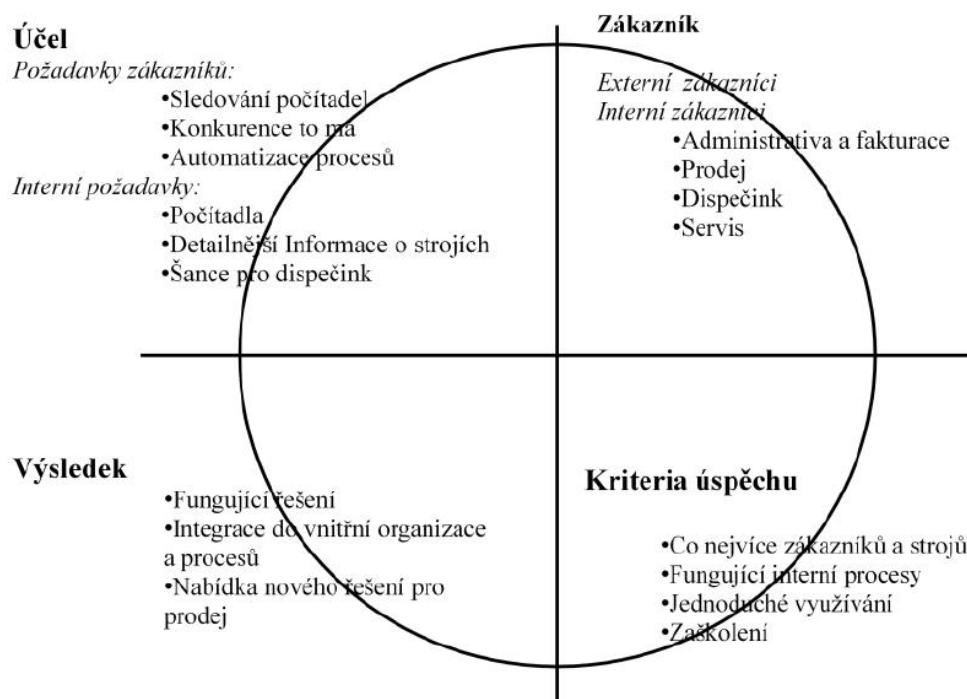 Účel
Požadavky zákazníků:
•Sledování počítadel
•Konkurence to má
•Automatizace procesů
Interní požadavky:
•Počítadla
•Detailnější Informace o strojích
•Šance pro dispečink
Zákazník
Externí zákazníci
Interní zákazníci
•Administrativa a fakturace
•Prodej
•Dispečink
•Servis
Výsledek
•Fungující řešení
•Integrace do vnitřní organizace
a procesů
•Nabídka nového řešení pro
prodej
Kriteria úspěchu
•Co nejvíce zákazníků a strojů
•Fungující interní procesy
•Jednoduché využívání
•Zaškolení